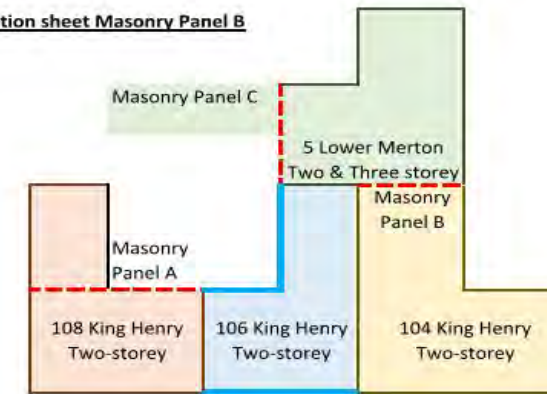 tion sheet Masonry Panel B
Masonry Panel C
5 Lower Merton
Two & Three storey
Masonry
Panel B
Masonry
Panel A
108 King Henry
Two-storey
106 King Henry
Two-storey
104 King Henry
Two-storey